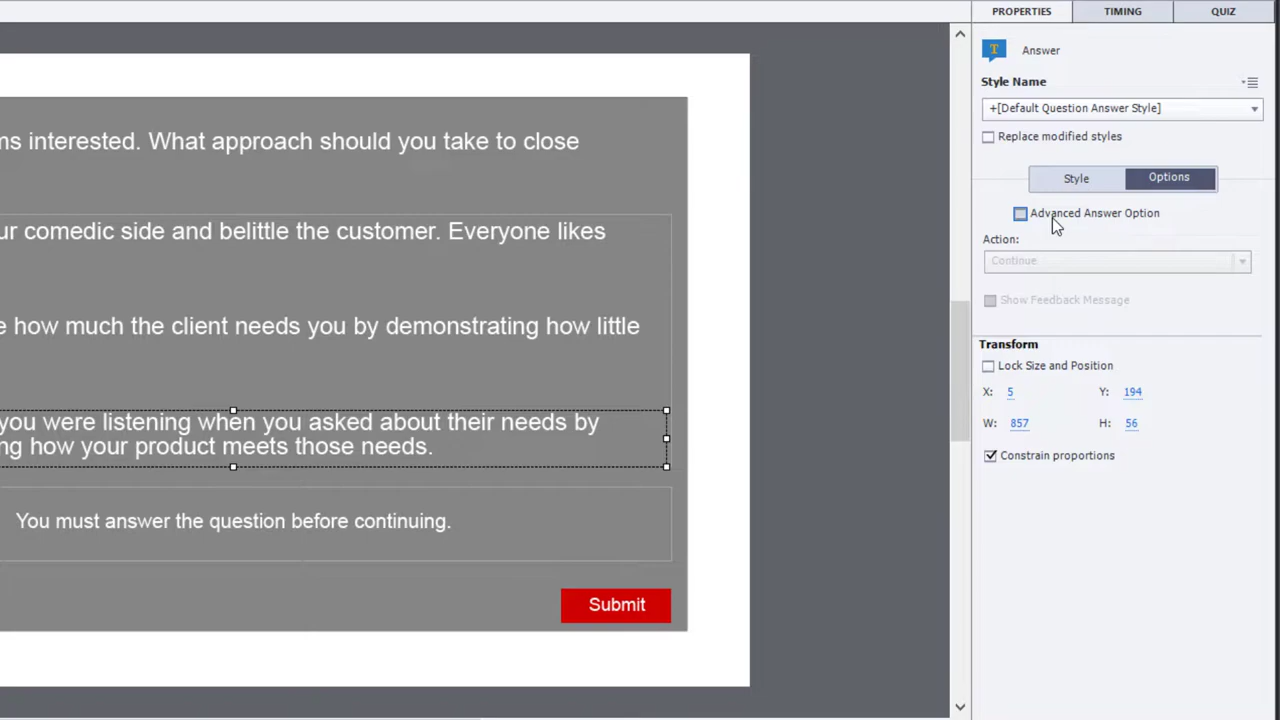 PROPERTIES
TIMING
QUIZ
T
Answer
Style Name
+[Default Question Answer Style]
Replace modified styles
Style
Options
Advanced Answer Option
Action:
Continue
Show Feedback Message
Transform
Lock Size and Position
X: 5 Y: 194
W: 857 H: 56
Constrain proportions
ms interested. What approach should you take to close
ur comedic side and belittle the customer. Everyone likes
e how much the client needs you by demonstrating how little
you were listening when you asked about their needs by
ng how your product meets those needs.
You must answer the question before continuing.
Submit